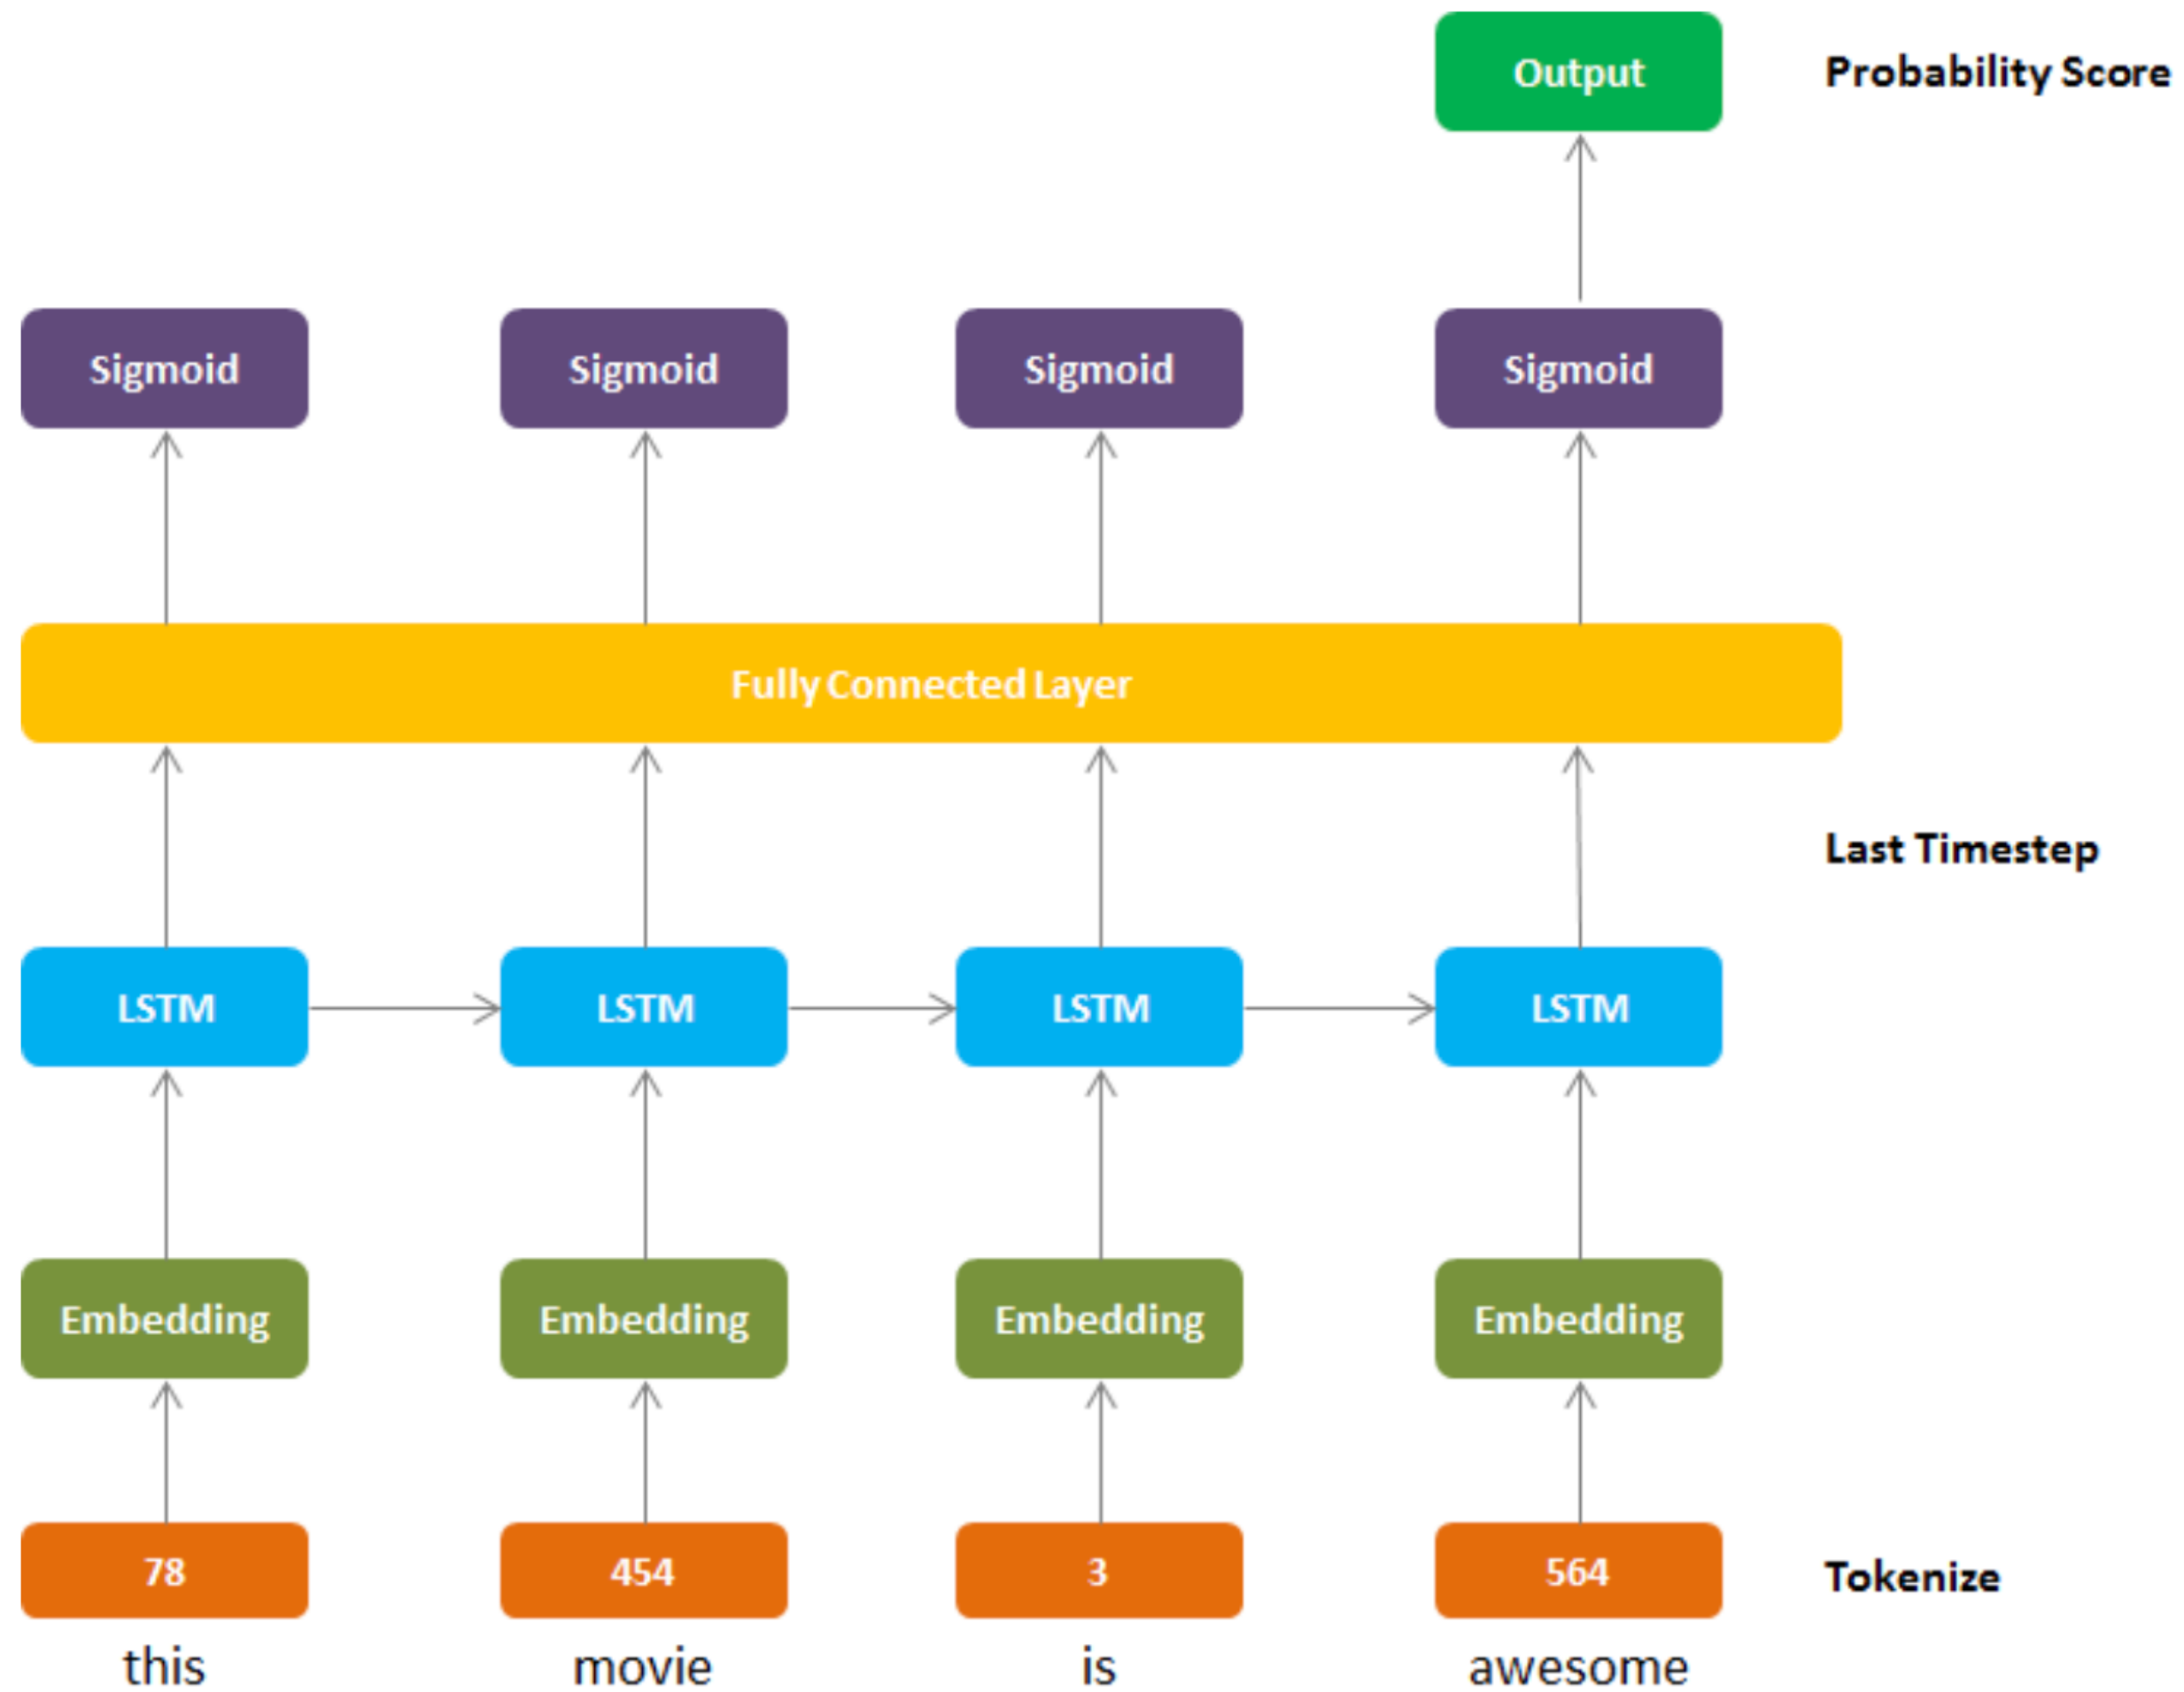 Output Probability Score
Sigmoid Sigmoid Sigmoid Sigmoid
Fully Connected Layer
Last Timestep
LSTM LSTM LSTM LSTM
Embedding Embedding Embedding Embedding
78 454 3 564 Tokenize
this movie is awesome